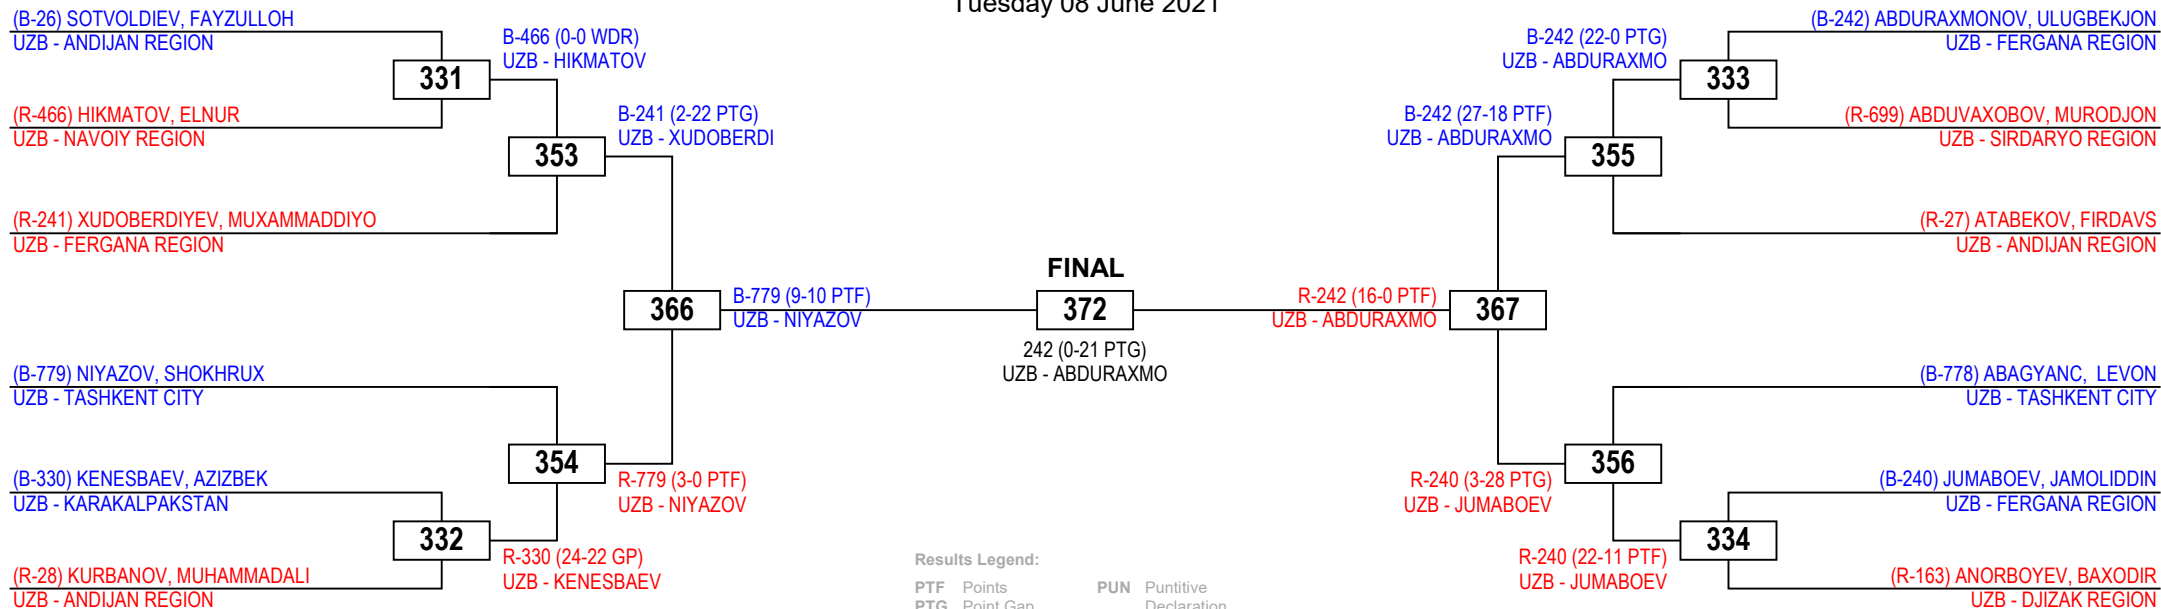 Tuesday 08 June 2021
(B-26) SOTVOLDIEV, FAYZULLOH
UZB - ANDIJAN REGION
331
(R-466) HIKMATOV, ELNUR
UZB - NAVOIY REGION
B-466 (0-0 WDR)
UZB - HIKMATOV
353
(R-241) XUDOBERDIYEV, MUXAMMADDIYO
UZB - FERGANA REGION
B-241 (2-22 PTG)
UZB - XUDOBERDI
366
(B-779) NIYAZOV, SHOKHRUX
UZB - TASHKENT CITY
354
(B-330) KENESBAEV, AZIZBEK
UZB - KARAKALPAKSTAN
332
(R-28) KURBANOV, MUHAMMADALI
UZB - ANDIJAN REGION
R-330 (24-22 GP)
UZB - KENESBAEV
R-779 (3-0 PTF)
UZB - NIYAZOV
B-779 (9-10 PTF)
UZB - NIYAZOV
FINAL
372
242 (0-21 PTG)
UZB - ABDURAXMO
R-242 (16-0 PTF)
UZB - ABDURAXMO
367
B-242 (27-18 PTF)
UZB - ABDURAXMO
355
B-242 (22-0 PTG)
UZB - ABDURAXMO
333
(B-242) ABDURAXMONOV, ULUGBEKJON
UZB - FERGANA REGION
(R-699) ABDUVAXOBOV, MURODJON
UZB - SIRDARYO REGION
(R-27) ATABEKOV, FIRDAVS
UZB - ANDIJAN REGION
(B-778) ABAGYANC, LEVON
UZB - TASHKENT CITY
356
R-240 (3-28 PTG)
UZB - JUMABOEV
(B-240) JUMABOEV, JAMOLIDDIN
UZB - FERGANA REGION
334
R-240 (22-11 PTF)
UZB - JUMABOEV
(R-163) ANORBOYEV, BAXODIR
UZB - DJIZAK REGION
Results Legend:
PTF Points
PUN Puntitive
PTG Point Gap
Declaration